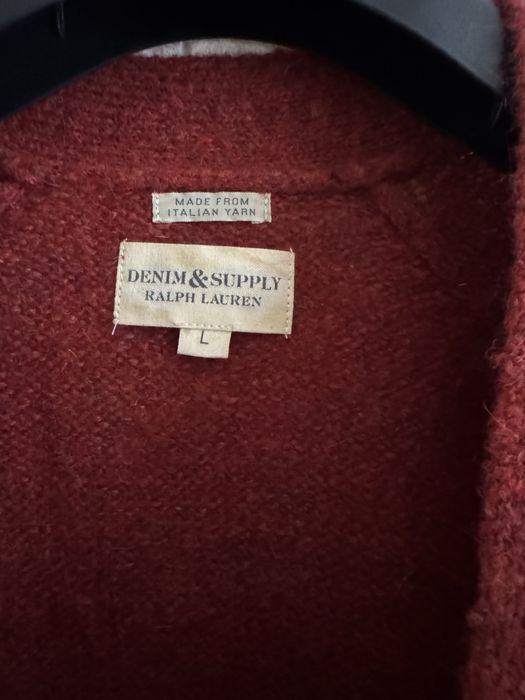 MADE FROM
ITALIAN YARN
DENIM&SUPPLY
RALPH LAUREN
L